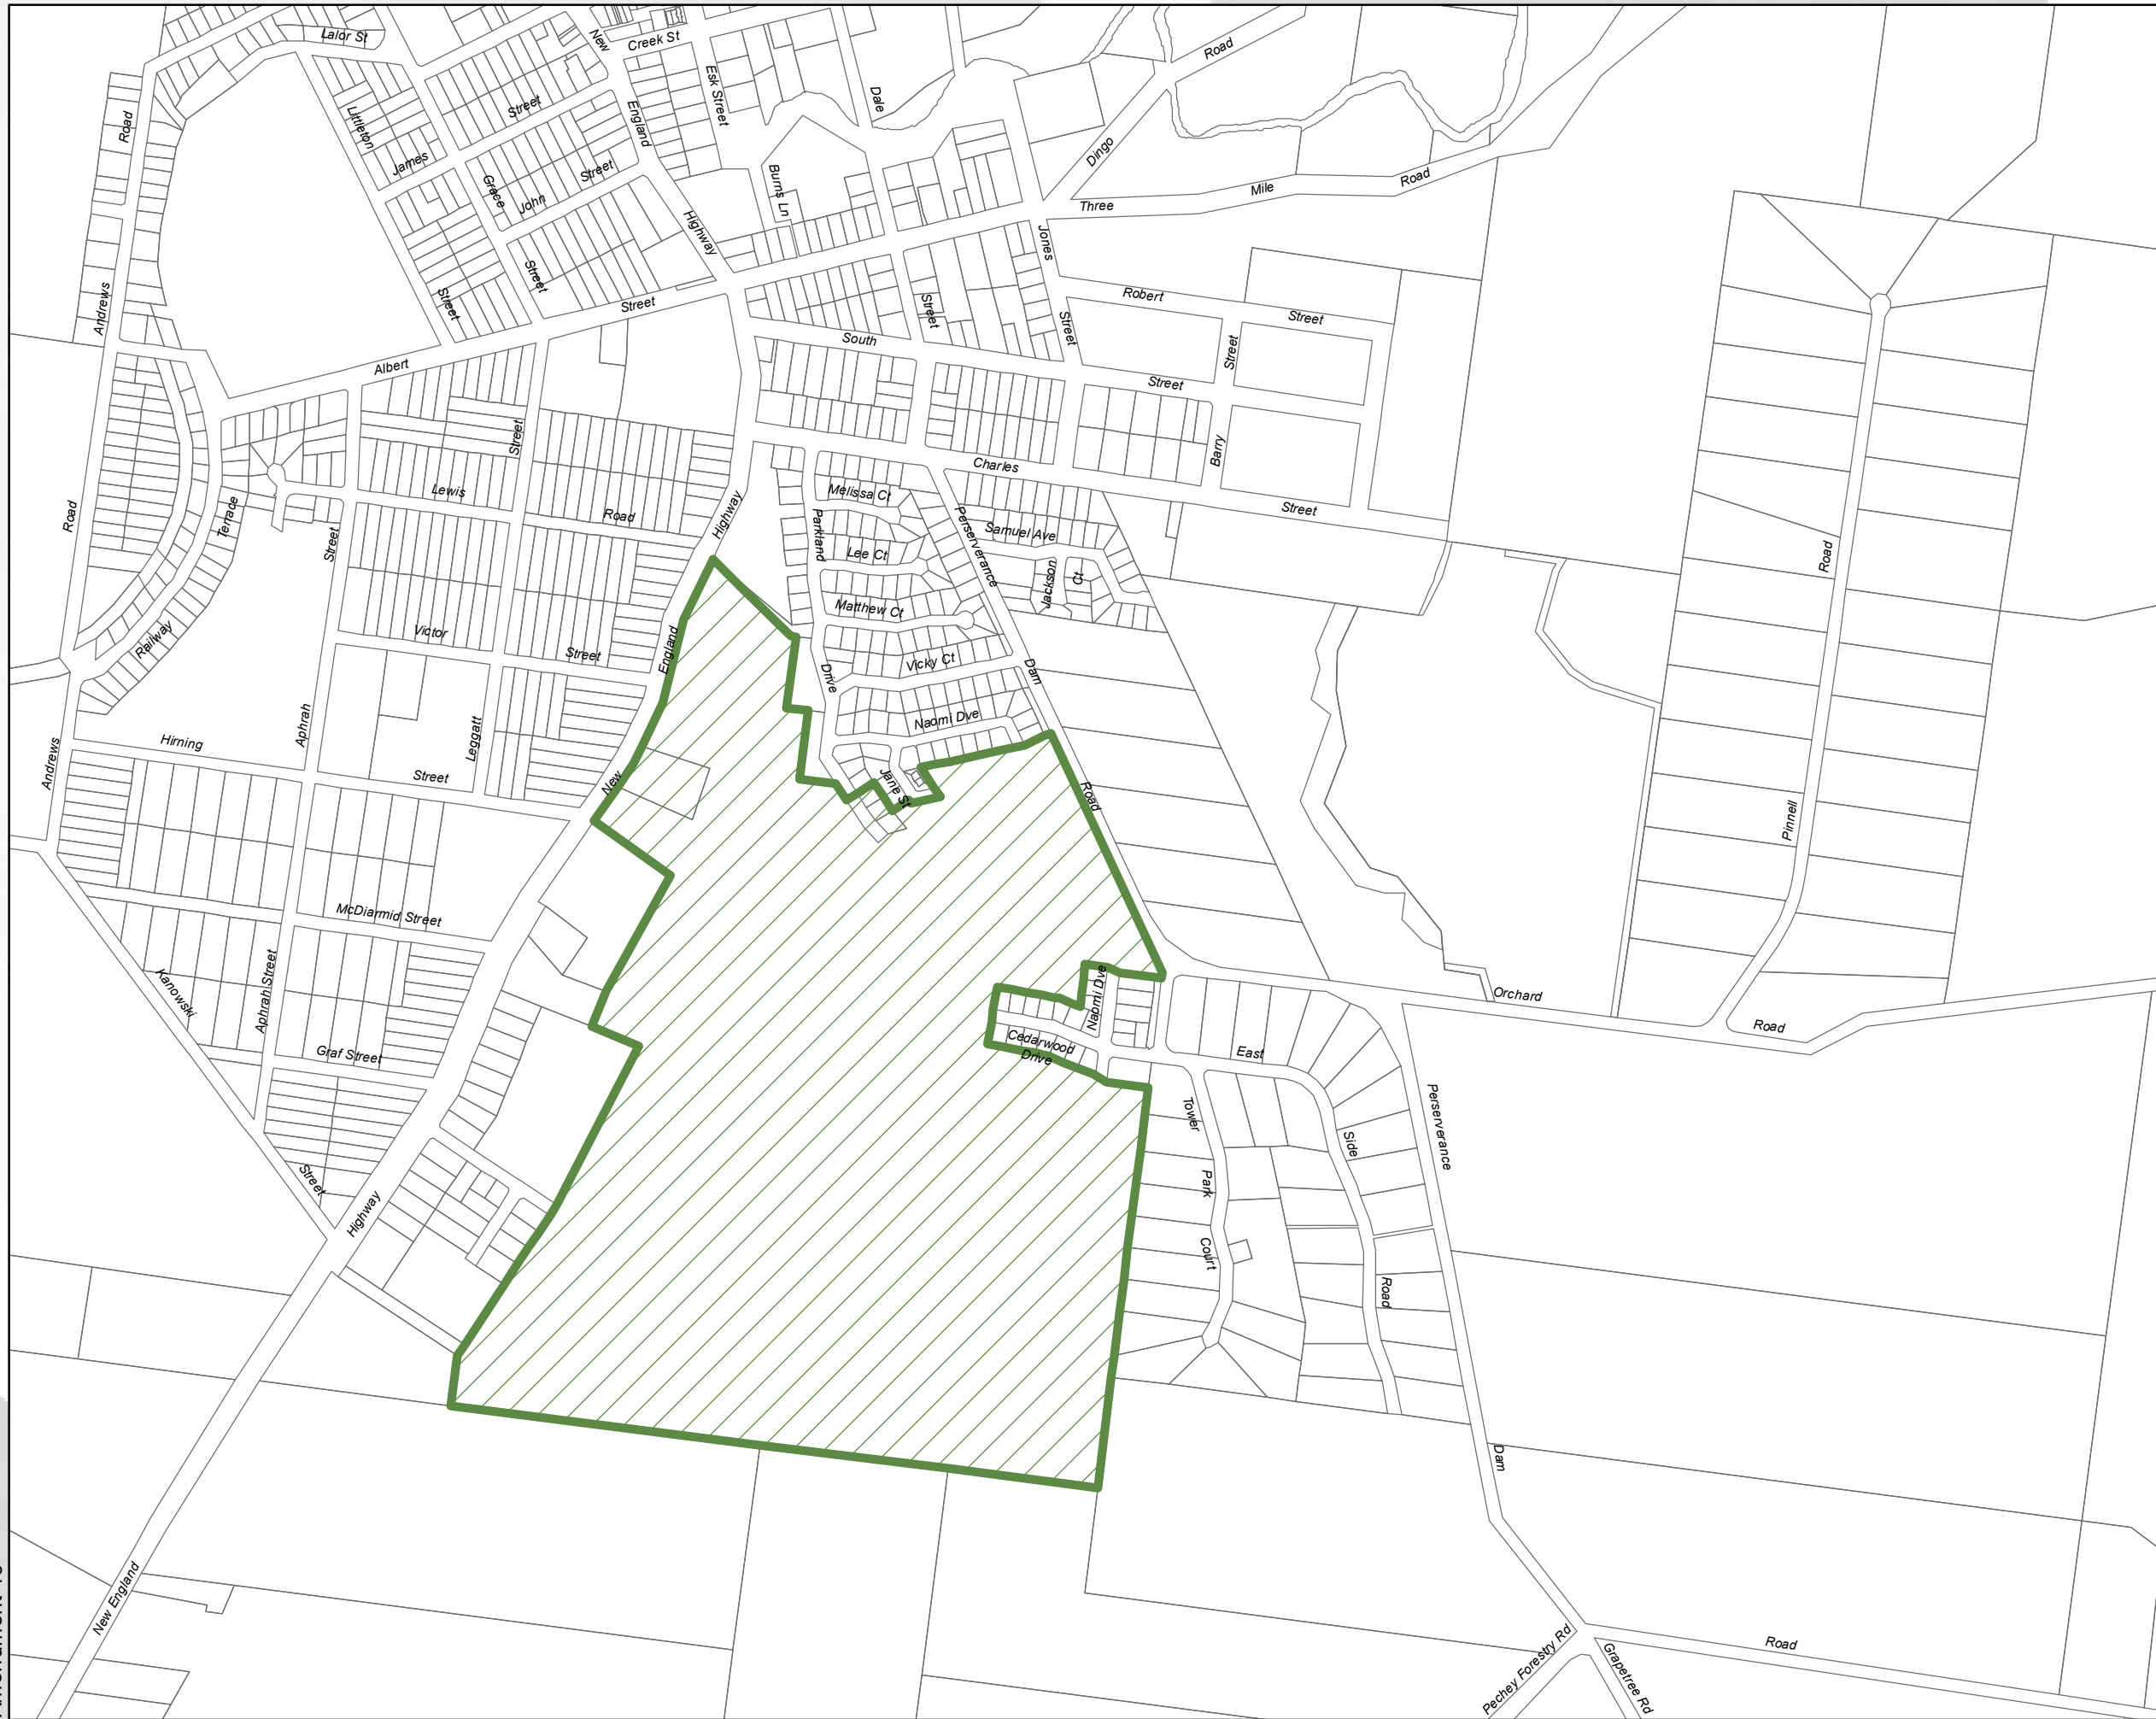 Lalor St
New
Creek St
Road
Esk Street
Dale
Street
England
Road
Littleton
James
Street
Dingo
Grace
John
Burns Ln
Mile
Road
Three
Highway
Jones
Street
Street
Andrews
Street
Street
Robert
Street
Street
South
Street
Street
Albert
Street
Street
Barry
Charles
Lewis
Road
Highway
Melissa Ct
Street
Road
Terrace
Street
Parkland
Perserverance
Samuel Ave
Lee Ct
Road
Jackson
Ct
Matthew Ct
Victor
Railway
Street
England
Vicky Ct
Drive
Dam
Naomi Dve
Aphrah
Leggatt
Hirning
Andrews
Street
New
Jane St
Road
Pinnell
McDiarmid Street
Kanowski
Aphrah Street
Naomi Dve
Orchard
Road
Graf Street
Cedarwood
Drive
East
Tower
Perserverance
Side
Street
Park
Highway
Court
Road
Dam
New England
Pechey Forestry Rd
Grapetree Rd
Road